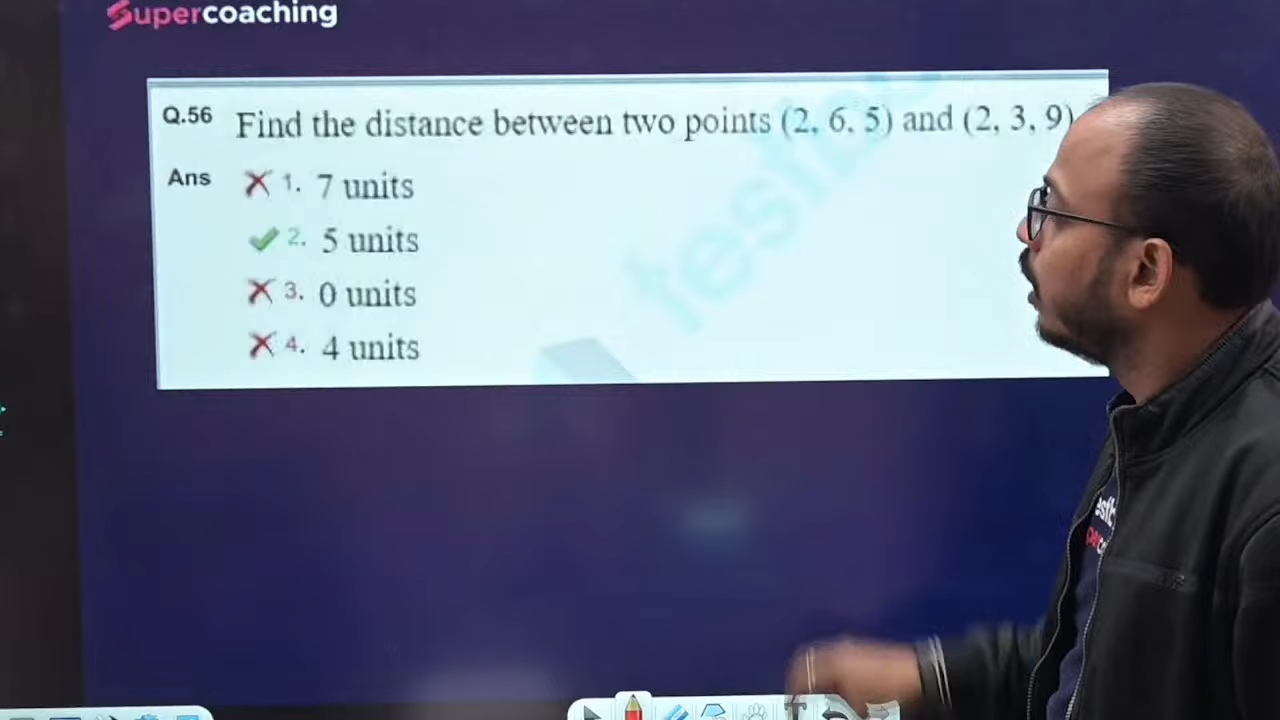 Supercoaching
Q.56 Find the distance between two points (2, 6, 5) and (2, 3, 9)
Ans 1. 7 units
2. 5 units
3. 0 units
4. 4 units
testbo